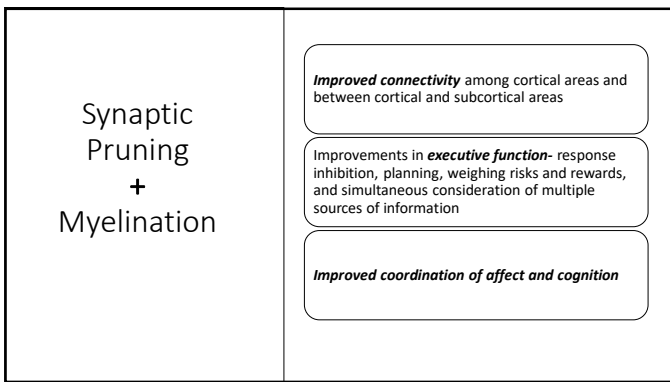 Synaptic
Pruning
+
Myelination
Improved connectivity among cortical areas and
between cortical and subcortical areas
Improvements in executive function- response
inhibition, planning, weighing risks and rewards,
and simultaneous consideration of multiple
sources of information
Improved coordination of affect and cognition